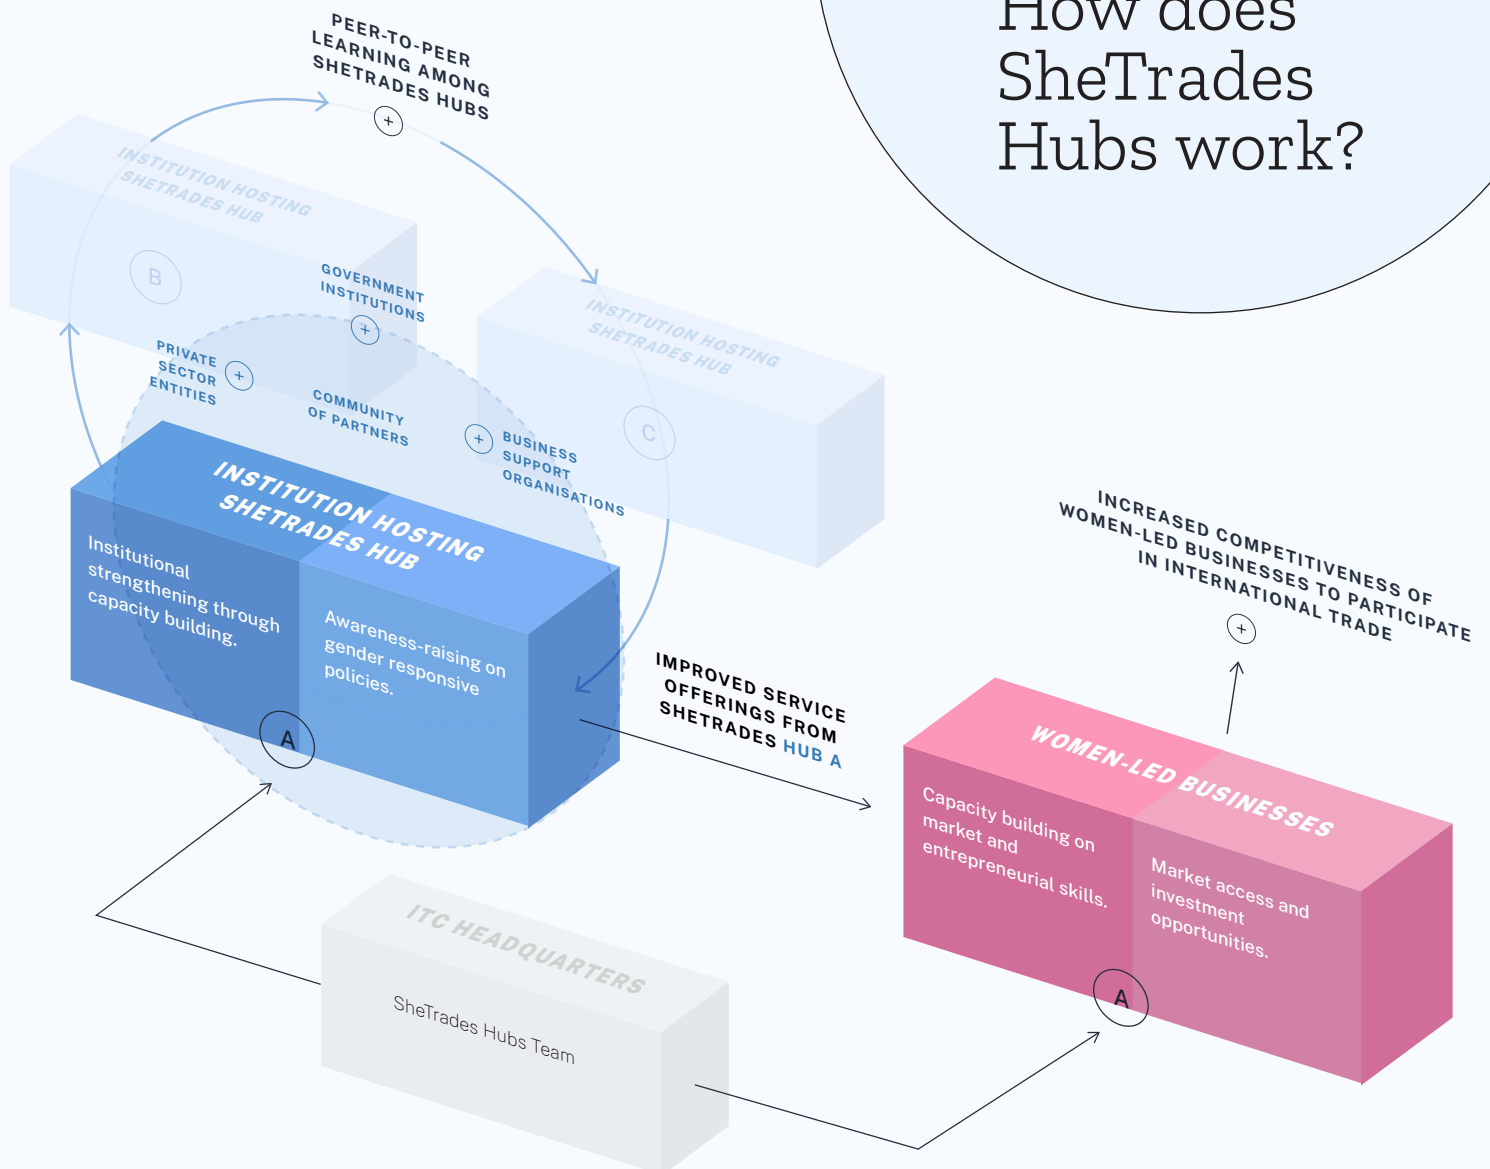 How does
SheTrades
Hubs work?
PEER-TO-PEER
LEARNING AMONG
SHETRADES HUBS
+
INSTITUTION HOSTING
SHETRADES HUB
B
GOVERNMENT
INSTITUTIONS
+
INSTITUTION HOSTING
SHETRADES HUB
C
PRIVATE
SECTOR
ENTITIES
+
COMMUNITY
OF PARTNERS
+
BUSINESS
SUPPORT
ORGANISATIONS
INSTITUTION HOSTING
SHETRADES HUB
Institutional
strengthening through
capacity building.
Awareness-raising on
gender responsive
policies.
A
IMPROVED SERVICE
OFFERINGS FROM
SHETRADES HUB A
INCREASED COMPETITIVENESS OF
WOMEN-LED BUSINESSES TO PARTICIPATE
IN INTERNATIONAL TRADE
+
WOMEN-LED BUSINESSES
Capacity building on
market and
entrepreneurial skills.
Market access and
investment
opportunities.
A
ITC HEADQUARTERS
SheTrades Hubs Team